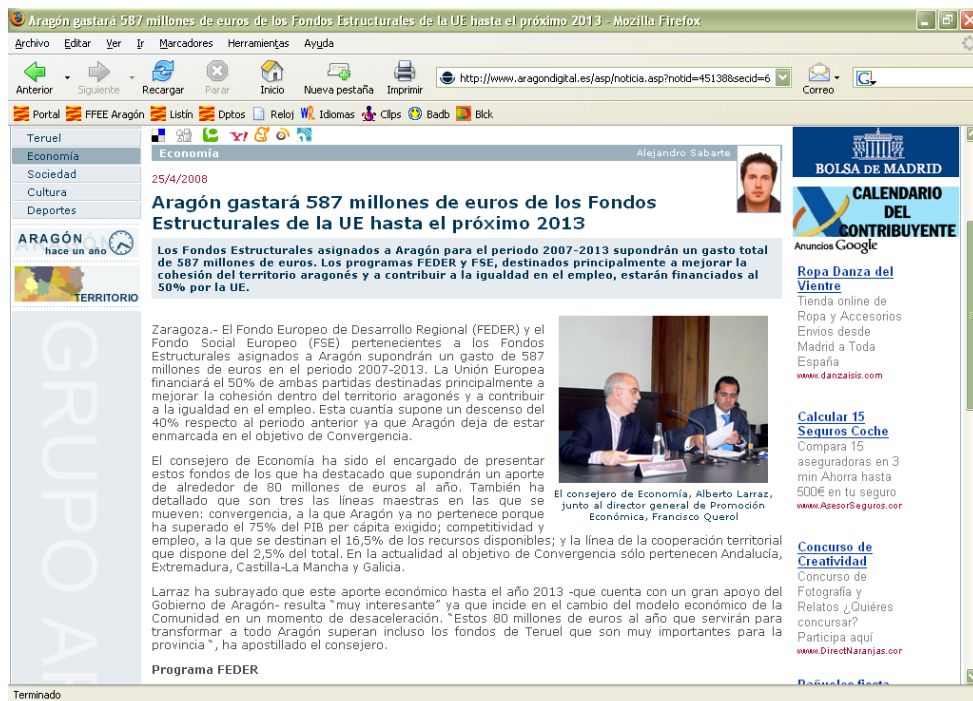 Aragón gastará 587 millones de euros de los Fondos Estructurales de la UE hasta el próximo 2013 - Mozilla Firefox
Archivo Editar Ver Ir Marcadores Herramientas Ayuda
Anterior Siguiente Recargar Parar Inicio Nueva pestaña Imprimir
http://www.aragondigital.es/asp/noticia.asp?notid=45138&secid=6
Correo
G
Portal FFEE Aragón Listín Dptos Reloj Idiomas Clips Badb Blck
Teruel
Economía
Sociedad
Cultura
Deportes
ARAGÓN
hace un año
TERRITORIO
GRUPO A
Economía Alejandro Sabarte
25/4/2008
Aragón gastará 587 millones de euros de los Fondos
Estructurales de la UE hasta el próximo 2013
Los Fondos Estructurales asignados a Aragón para el periodo 2007-2013 supondrán un gasto total
de 587 millones de euros. Los programas FEDER y FSE, destinados principalmente a mejorar la
cohesión del territorio aragonés y a contribuir a la igualdad en el empleo, estarán financiados al
50% por la UE.
Zaragoza.- El Fondo Europeo de Desarrollo Regional (FEDER) y el
Fondo Social Europeo (FSE) pertenecientes a los Fondos
Estructurales asignados a Aragón supondrán un gasto de 587
millones de euros en el periodo 2007-2013. La Unión Europea
financiará el 50% de ambas partidas destinadas principalmente a
mejorar la cohesión dentro del territorio aragonés y a contribuir
a la igualdad en el empleo. Esta cuantía supone un descenso del
40% respecto al periodo anterior ya que Aragón deja de estar
enmarcada en el objetivo de Convergencia.
El consejero de Economía ha sido el encargado de presentar
estos fondos de los que ha destacado que supondrán un aporte
de alrededor de 80 millones de euros al año. También ha
detallado que son tres las líneas maestras en las que se
mueven: convergencia, a la que Aragón ya no pertenece porque
ha superado el 75% del PIB per cápita exigido; competitividad y
empleo, a la que se destinan el 16,5% de los recursos disponibles; y la línea de la cooperación territorial
que dispone del 2,5% del total. En la actualidad al objetivo de Convergencia sólo pertenecen Andalucía,
Extremadura, Castilla-La Mancha y Galicia.
El consejero de Economía, Alberto Larraz,
junto al director general de Promoción
Económica, Francisco Querol
Larraz ha subrayado que este aporte económico hasta el año 2013 -que cuenta con un gran apoyo del
Gobierno de Aragón- resulta “muy interesante” ya que incide en el cambio del modelo económico de la
Comunidad en un momento de desaceleración. “Estos 80 millones de euros al año que servirán para
transformar a todo Aragón superan incluso los fondos de Teruel que son muy importantes para la
provincia “, ha apostillado el consejero.
Programa FEDER
BOLSA DE MADRID
CALENDARIO
DEL
CONTRIBUYENTE
Anuncios Google
Ropa Danza del
Vientre
Tienda online de
Ropa y Accesorios
Envios desde
Madrid a Toda
España
www.danzaisis.com
Calcular 15
Seguros Coche
Compara 15
aseguradoras en 3
min Ahorra hasta
500€ en tu seguro
www.AsesorSeguros.cor
Concurso de
Creatividad
Concurso de
Fotografía y
Relatos ¿Quiéres
concursar?
Participa aquí
www.DirectNaranjas.cor
Terminado